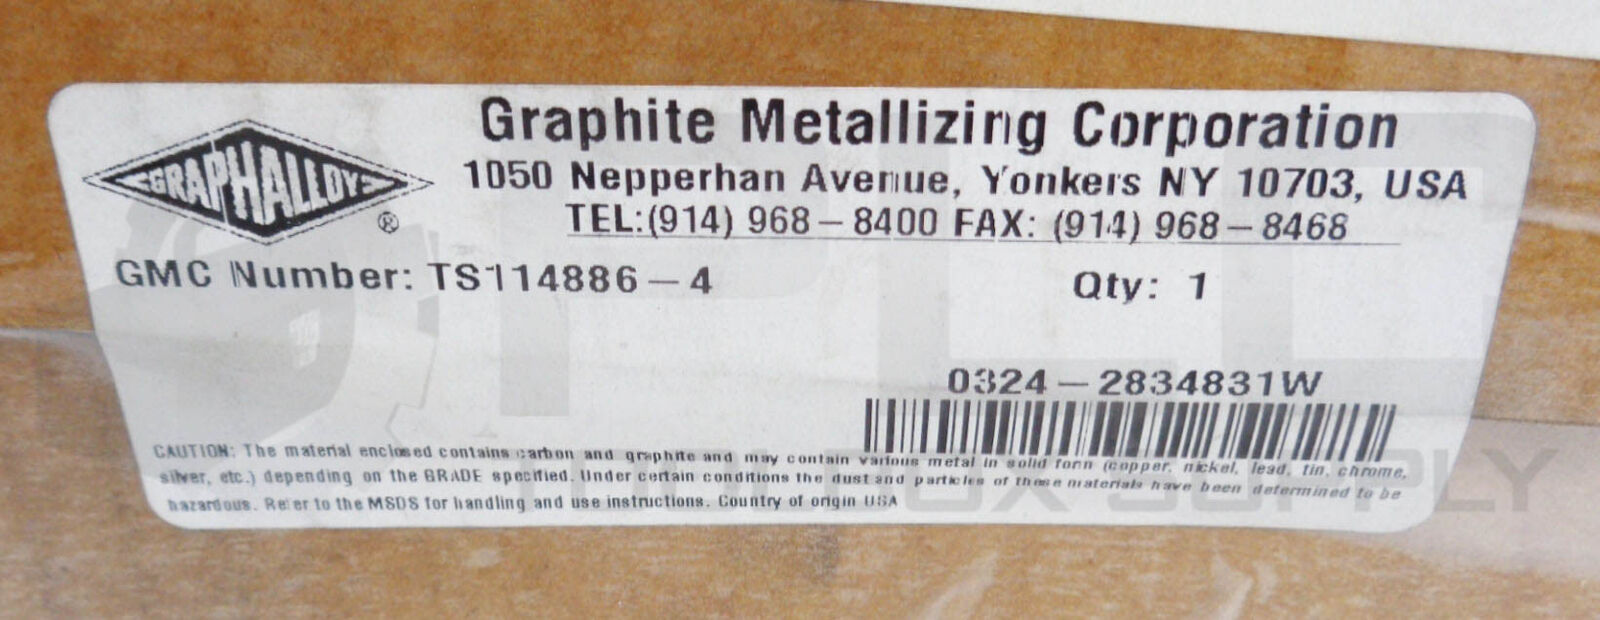 Graphite Metallizing Corporation
GRAPHALLOY ®
1050 Nepperhan Avenue, Yonkers NY 10703, USA
TEL:(914) 968-8400 FAX: (914) 968-8468
GMC Number: TS114886-4 Qty: 1
0324-2834831W
CAUTION: The material enclosed contains carbon and graphite and may contain various metal in solid form (copper, nickel, lead, tin, chrome,
silver, etc.) depending on the GRADE specified. Under certain conditions the dust and particles of these materials have been determined to be
hazardous. Refer to the MSDS for handling and use instructions. Country of origin USA
SUPPLY